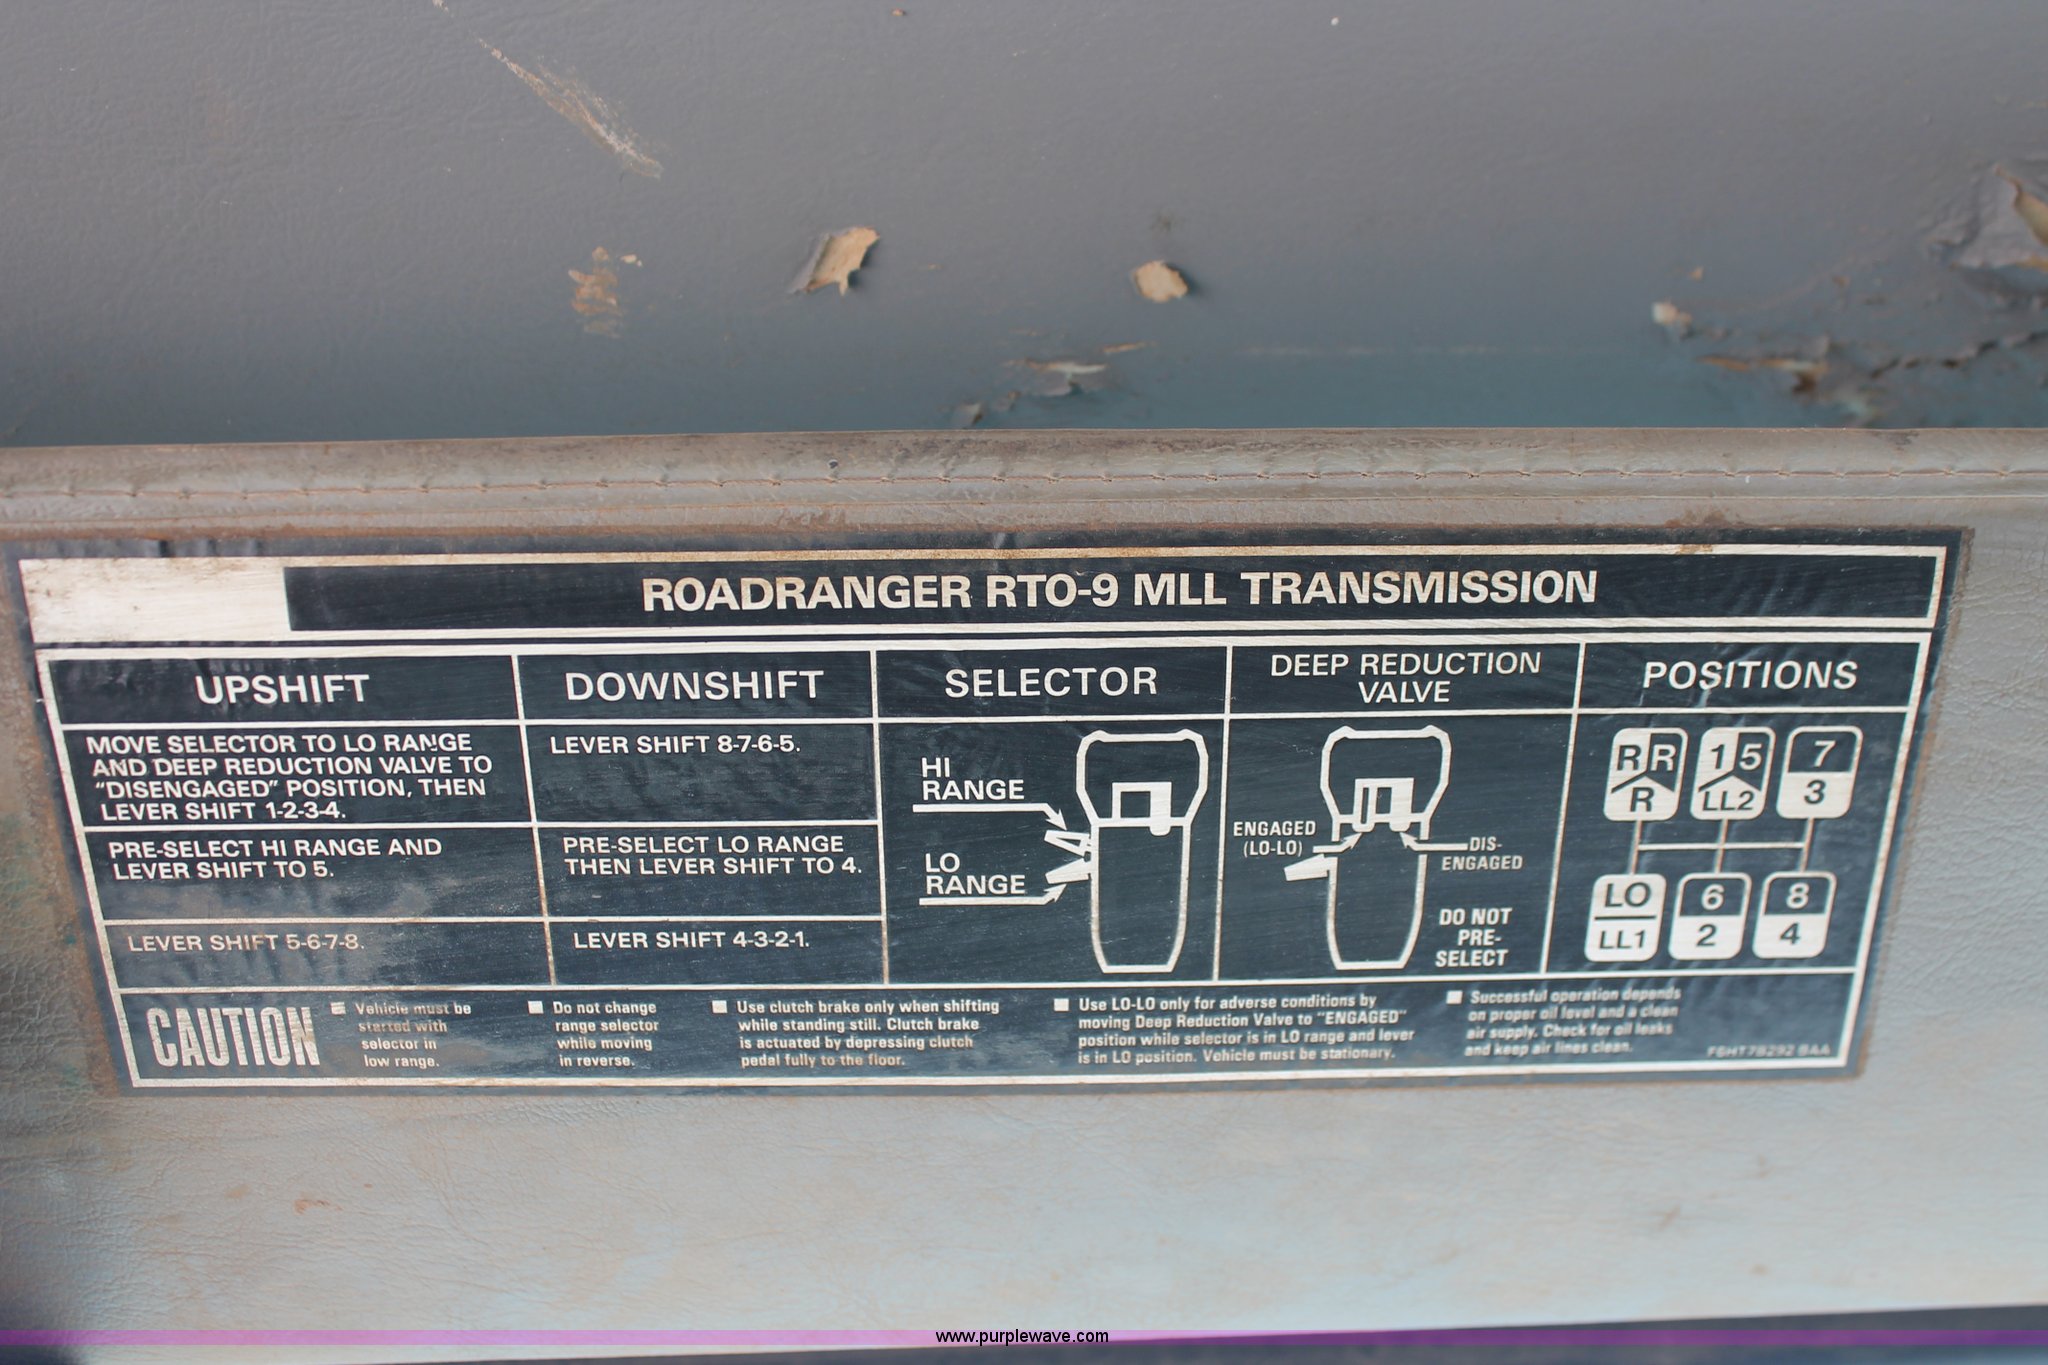 ROADRANGER RTO-9 MLL TRANSMISSION
UPSHIFT
MOVE SELECTOR TO LO RANGE
AND DEEP REDUCTION VALVE TO
"DISENGAGED" POSITION, THEN
LEVER SHIFT 1-2-3-4.
PRE-SELECT HI RANGE AND
LEVER SHIFT TO 5.
LEVER SHIFT 5-6-7-8.
DOWNSHIFT
LEVER SHIFT 8-7-6-5.
PRE-SELECT LO RANGE
THEN LEVER SHIFT TO 4.
LEVER SHIFT 4-3-2-1.
SELECTOR
HI
RANGE
LO
RANGE
DEEP REDUCTION
VALVE
ENGAGED
(LO-LO)
DIS-
ENGAGED
DO NOT
PRE-
SELECT
POSITIONS
R R 1 5 7
R LL2 3
LO 6 8
LL1 2 4
CAUTION
Vehicle must be
started with
selector in
low range.
Do not change
range selector
while moving
in reverse.
Use clutch brake only when shifting
while standing still. Clutch brake
is actuated by depressing clutch
pedal fully to the floor.
Use LO-LO only for adverse conditions by
moving Deep Reduction Valve to "ENGAGED"
position while selector is in LO range and lever
is in LO position. Vehicle must be stationary.
Successful operation depends
on proper oil level and a clean
air supply. Check for oil leaks
and keep air lines clean.
F6HT7B292 BAA
www.purplewave.com